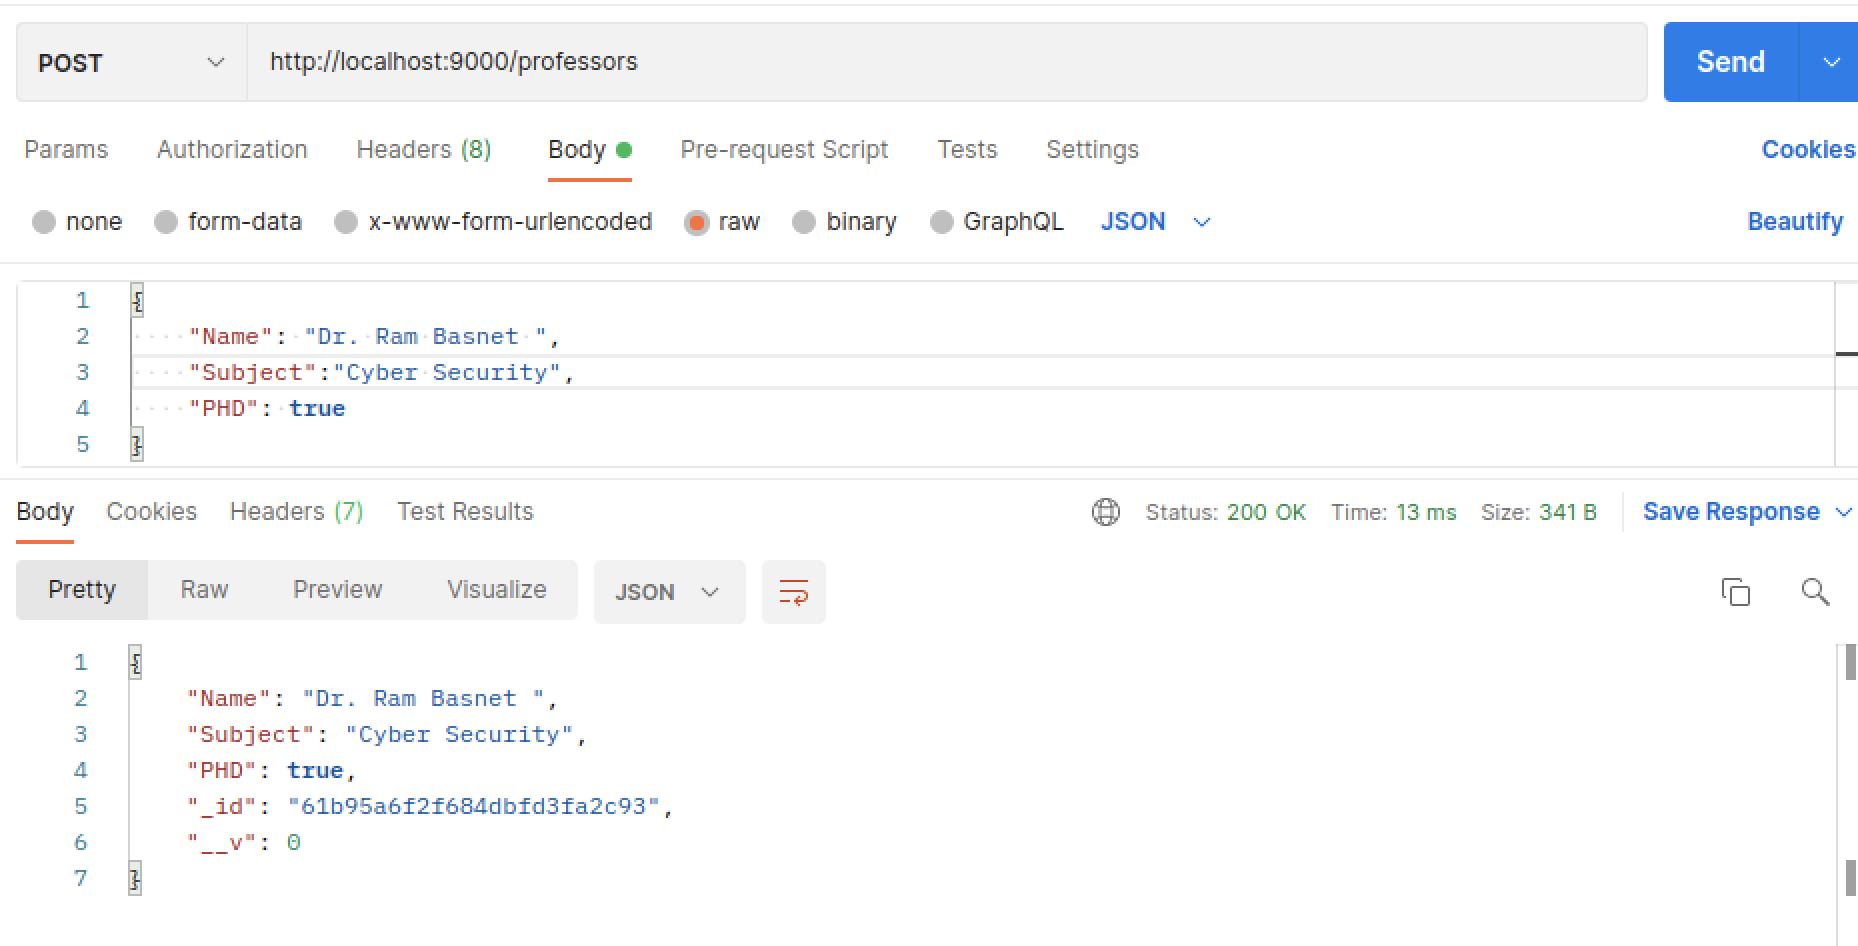 POST http://localhost:9000/professors Send
Params Authorization Headers (8) Body Pre-request Script Tests Settings Cookies
none form-data x-www-form-urlencoded raw binary GraphQL JSON Beautify
1 {
2 "Name": "Dr. Ram Basnet ",
3 "Subject":"Cyber Security",
4 "PHD": true
5 }
Body Cookies Headers (7) Test Results Status: 200 OK Time: 13 ms Size: 341 B Save Response
Pretty Raw Preview Visualize JSON
1 {
2 "Name": "Dr. Ram Basnet ",
3 "Subject": "Cyber Security",
4 "PHD": true,
5 "_id": "61b95a6f2f684dbfd3fa2c93",
6 "__v": 0
7 }